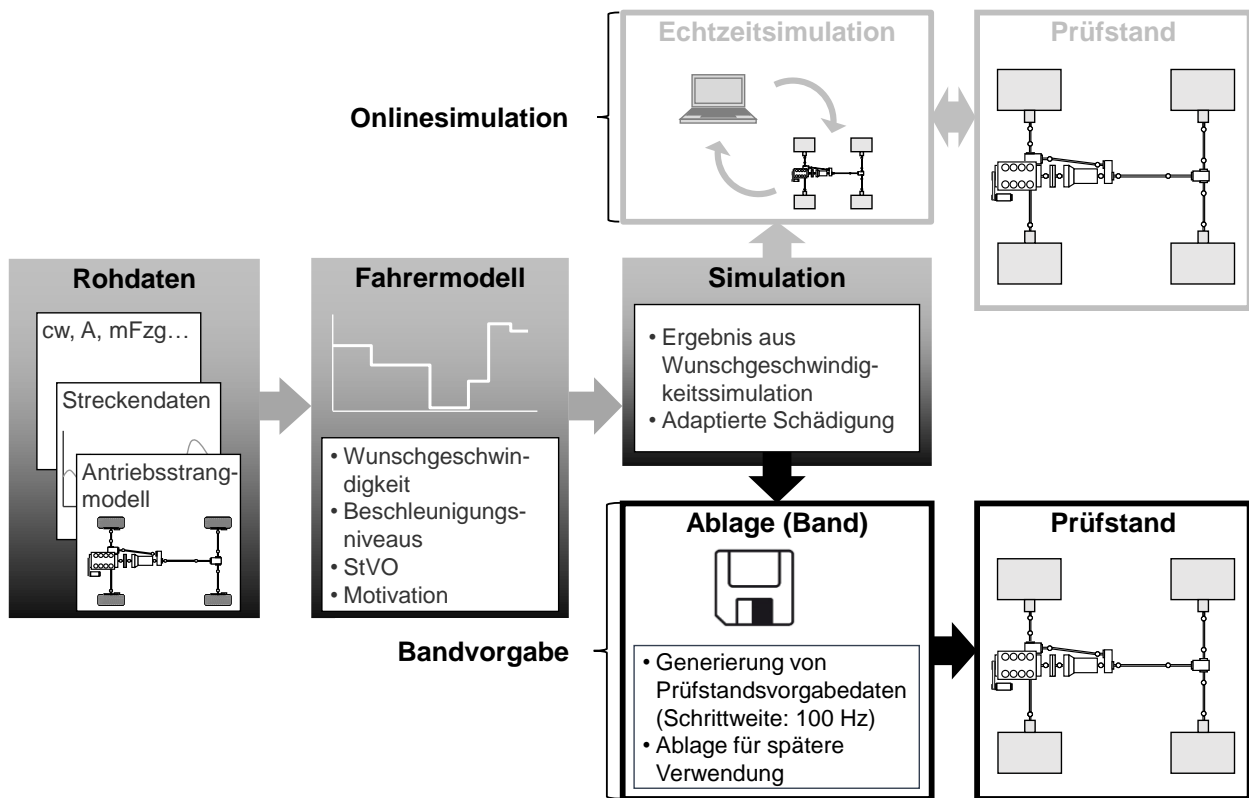 Echtzeitsimulation
Prüfstand
Onlinesimulation
Rohdaten
cw, A, mFzg…
Streckendaten
Antriebsstrang-
modell
Fahrermodell
• Wunschgeschwin-
digkeit
• Beschleunigungs-
niveaus
• StVO
• Motivation
Simulation
• Ergebnis aus
Wunschgeschwindig-
keitssimulation
• Adaptierte Schädigung
Bandvorgabe
Ablage (Band)
• Generierung von
Prüfstandsvorgabedaten
(Schrittweite: 100 Hz)
• Ablage für spätere
Verwendung
Prüfstand